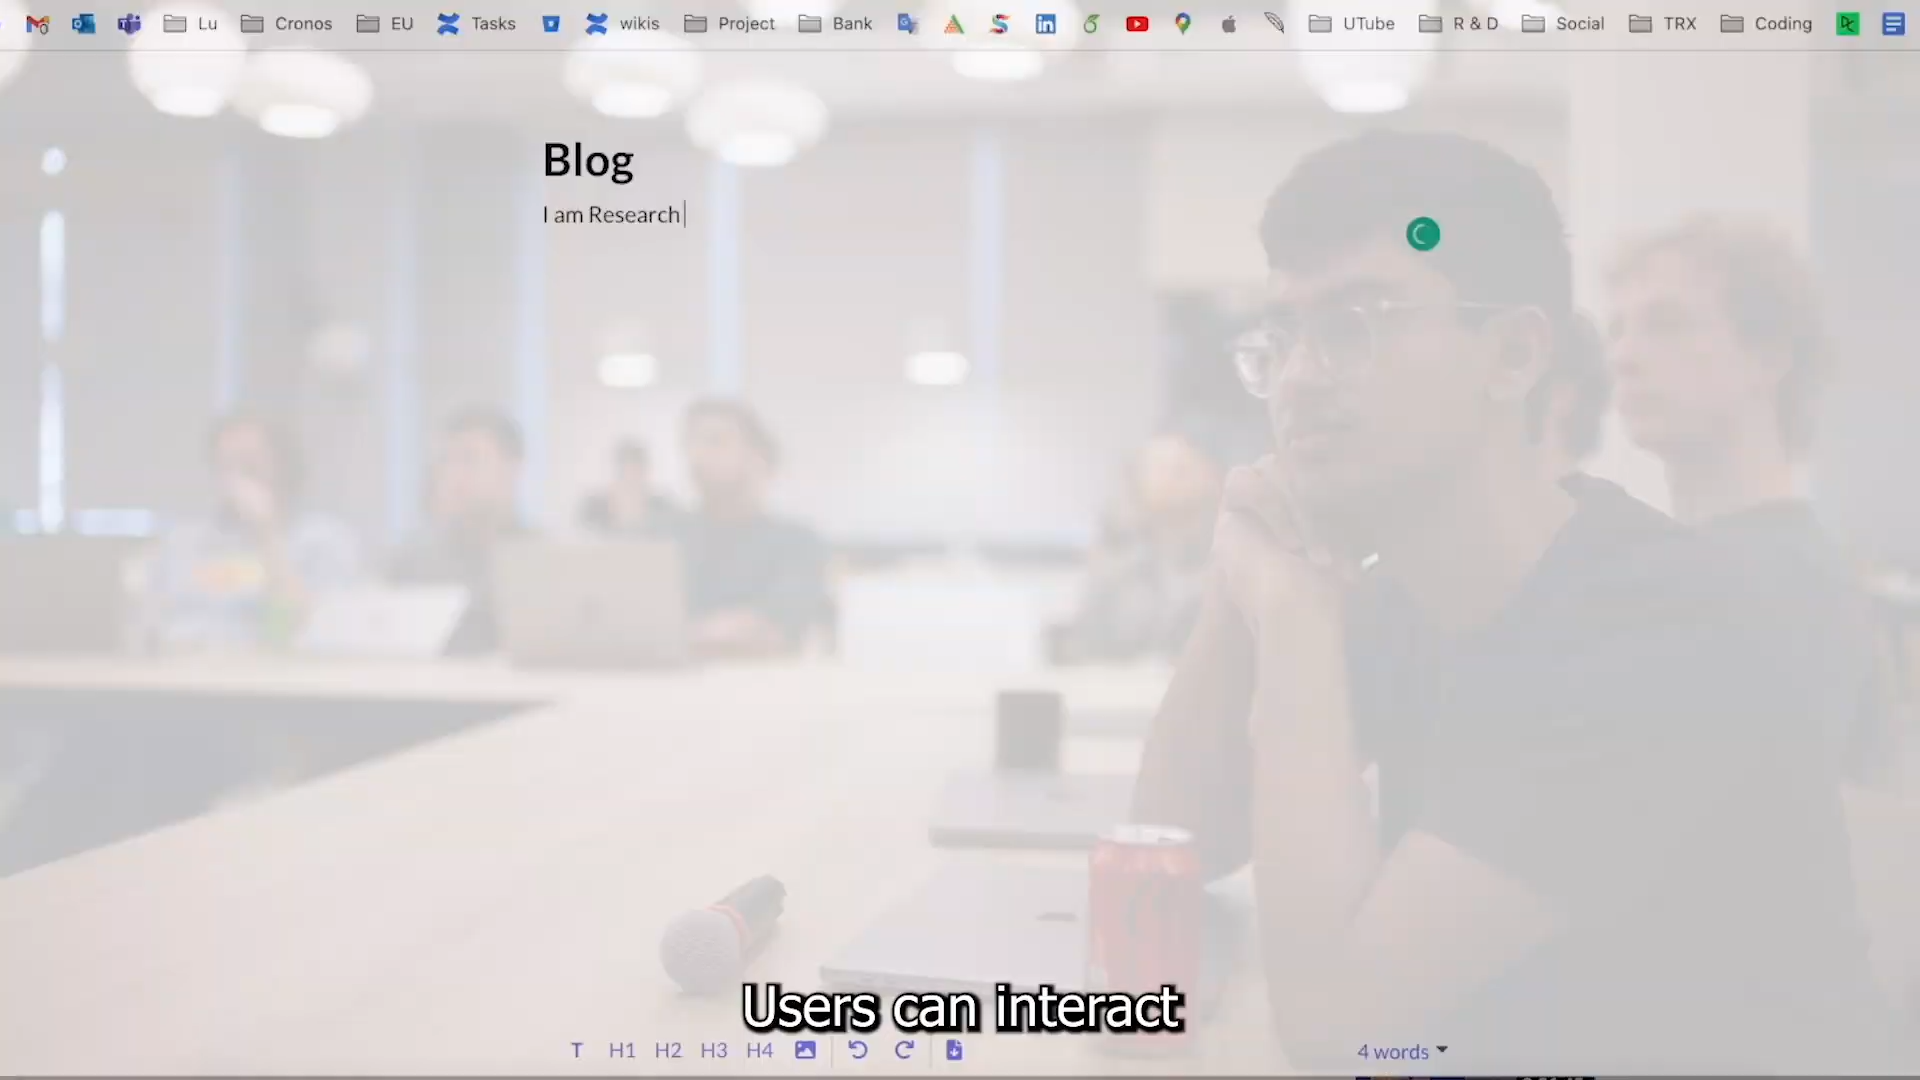 Lu Cronos EU Tasks wikis Project Bank UTube R & D Social TRX Coding
Blog
I am Research
Users can interact
T H1 H2 H3 H4 4 words